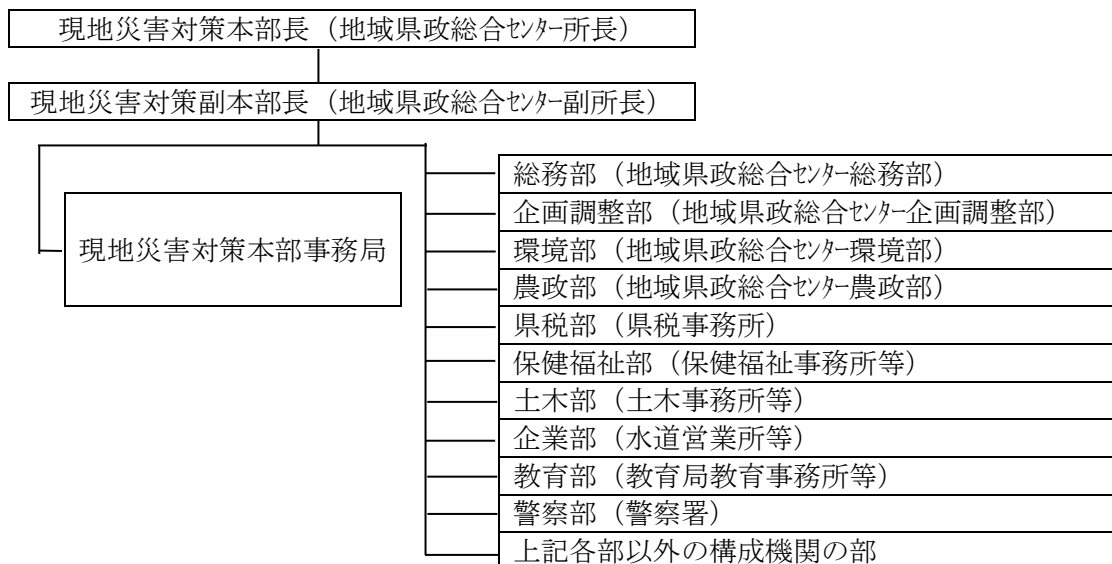 現地災害対策本部長（地域県政総合ｾﾝﾀｰ所長）
現地災害対策副本部長（地域県政総合ｾﾝﾀｰ副所長）
現地災害対策本部事務局
総務部（地域県政総合ｾﾝﾀｰ総務部）
企画調整部（地域県政総合ｾﾝﾀｰ企画調整部）
環境部（地域県政総合ｾﾝﾀｰ環境部）
農政部（地域県政総合ｾﾝﾀｰ農政部）
県税部（県税事務所）
保健福祉部（保健福祉事務所等）
土木部（土木事務所等）
企業部（水道営業所等）
教育部（教育局教育事務所等）
警察部（警察署）
上記各部以外の構成機関の部